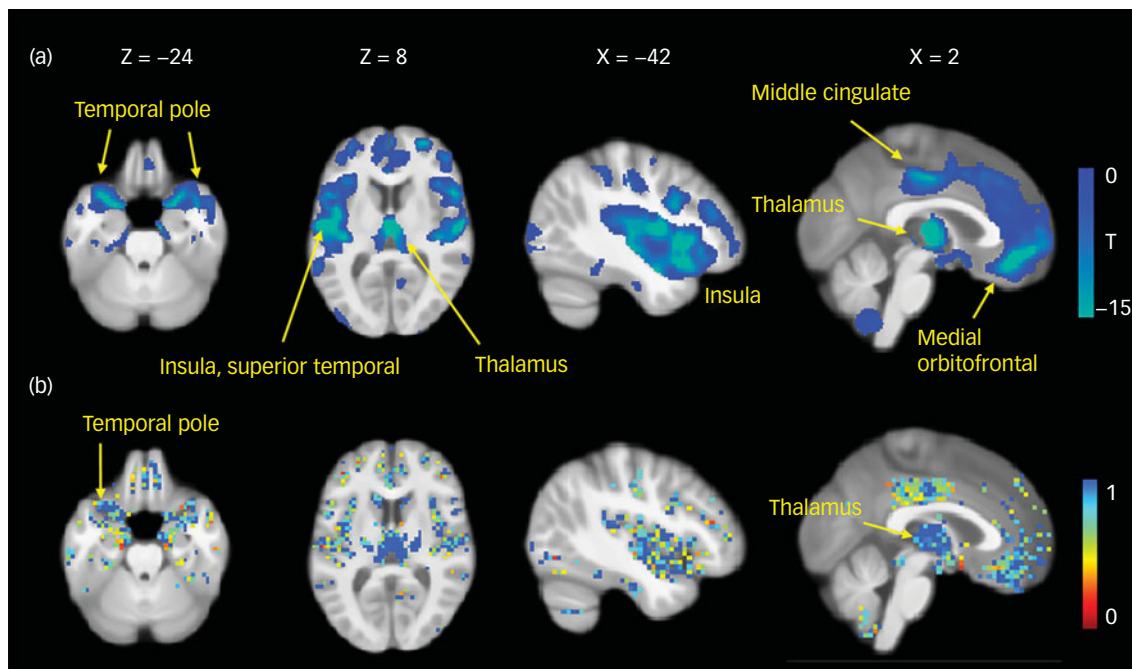 (a)
Z = −24
Z = 8
X = −42
X = 2
Temporal pole
Middle cingulate
Thalamus
0
T
−15
Insula
Insula, superior temporal
Thalamus
Medial
orbitofrontal
(b)
Temporal pole
Thalamus
1
0